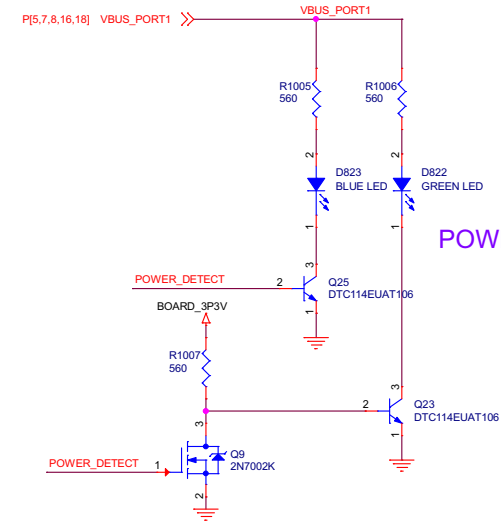 VBUS_PORT1
P[5,7,8,16,18] VBUS_PORT1
R1005
560
R1006
560
2
2
D823
BLUE LED
D822
GREEN LED
1
1
POW
3
POWER_DETECT
2
Q25
DTC114EUAT106
1
BOARD_3P3V
R1007
560
3
2
Q23
DTC114EUAT106
1
3
Q9
2N7002K
POWER_DETECT
1
2